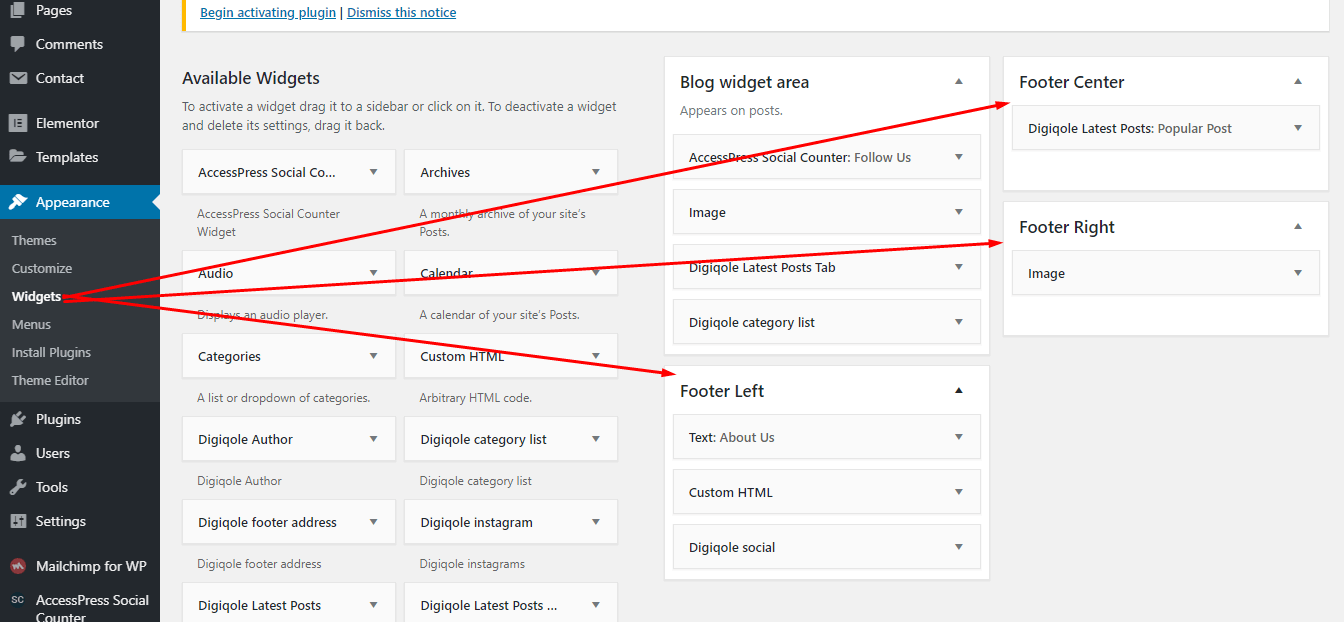 Pages
Comments
Contact
Elementor
Templates
Appearance
Themes
Customize
Widgets
Menus
Install Plugins
Theme Editor
Plugins
Users
Tools
Settings
Mailchimp for WP
SC
AccessPress Social
Counter
Begin activating plugin | Dismiss this notice
Available Widgets
To activate a widget drag it to a sidebar or click on it. To deactivate a widget
and delete its settings, drag it back.
AccessPress Social Co...
Archives
AccessPress Social Counter
Widget
A monthly archive of your site's
Posts.
Audio
Calendar
Displays an audio player.
A calendar of your site's Posts.
Categories
Custom HTML
A list or dropdown of categories.
Arbitrary HTML code.
Digiqole Author
Digiqole category list
Digiqole Author
Digiqole category list
Digiqole footer address
Digiqole instagram
Digiqole footer address
Digiqole instagrams
Digiqole Latest Posts
Digiqole Latest Posts ...
Blog widget area
Appears on posts.
AccessPress Social Counter: Follow Us
Image
Digiqole Latest Posts Tab
Digiqole category list
Footer Left
Text: About Us
Custom HTML
Digiqole social
Footer Center
Digiqole Latest Posts: Popular Post
Footer Right
Image